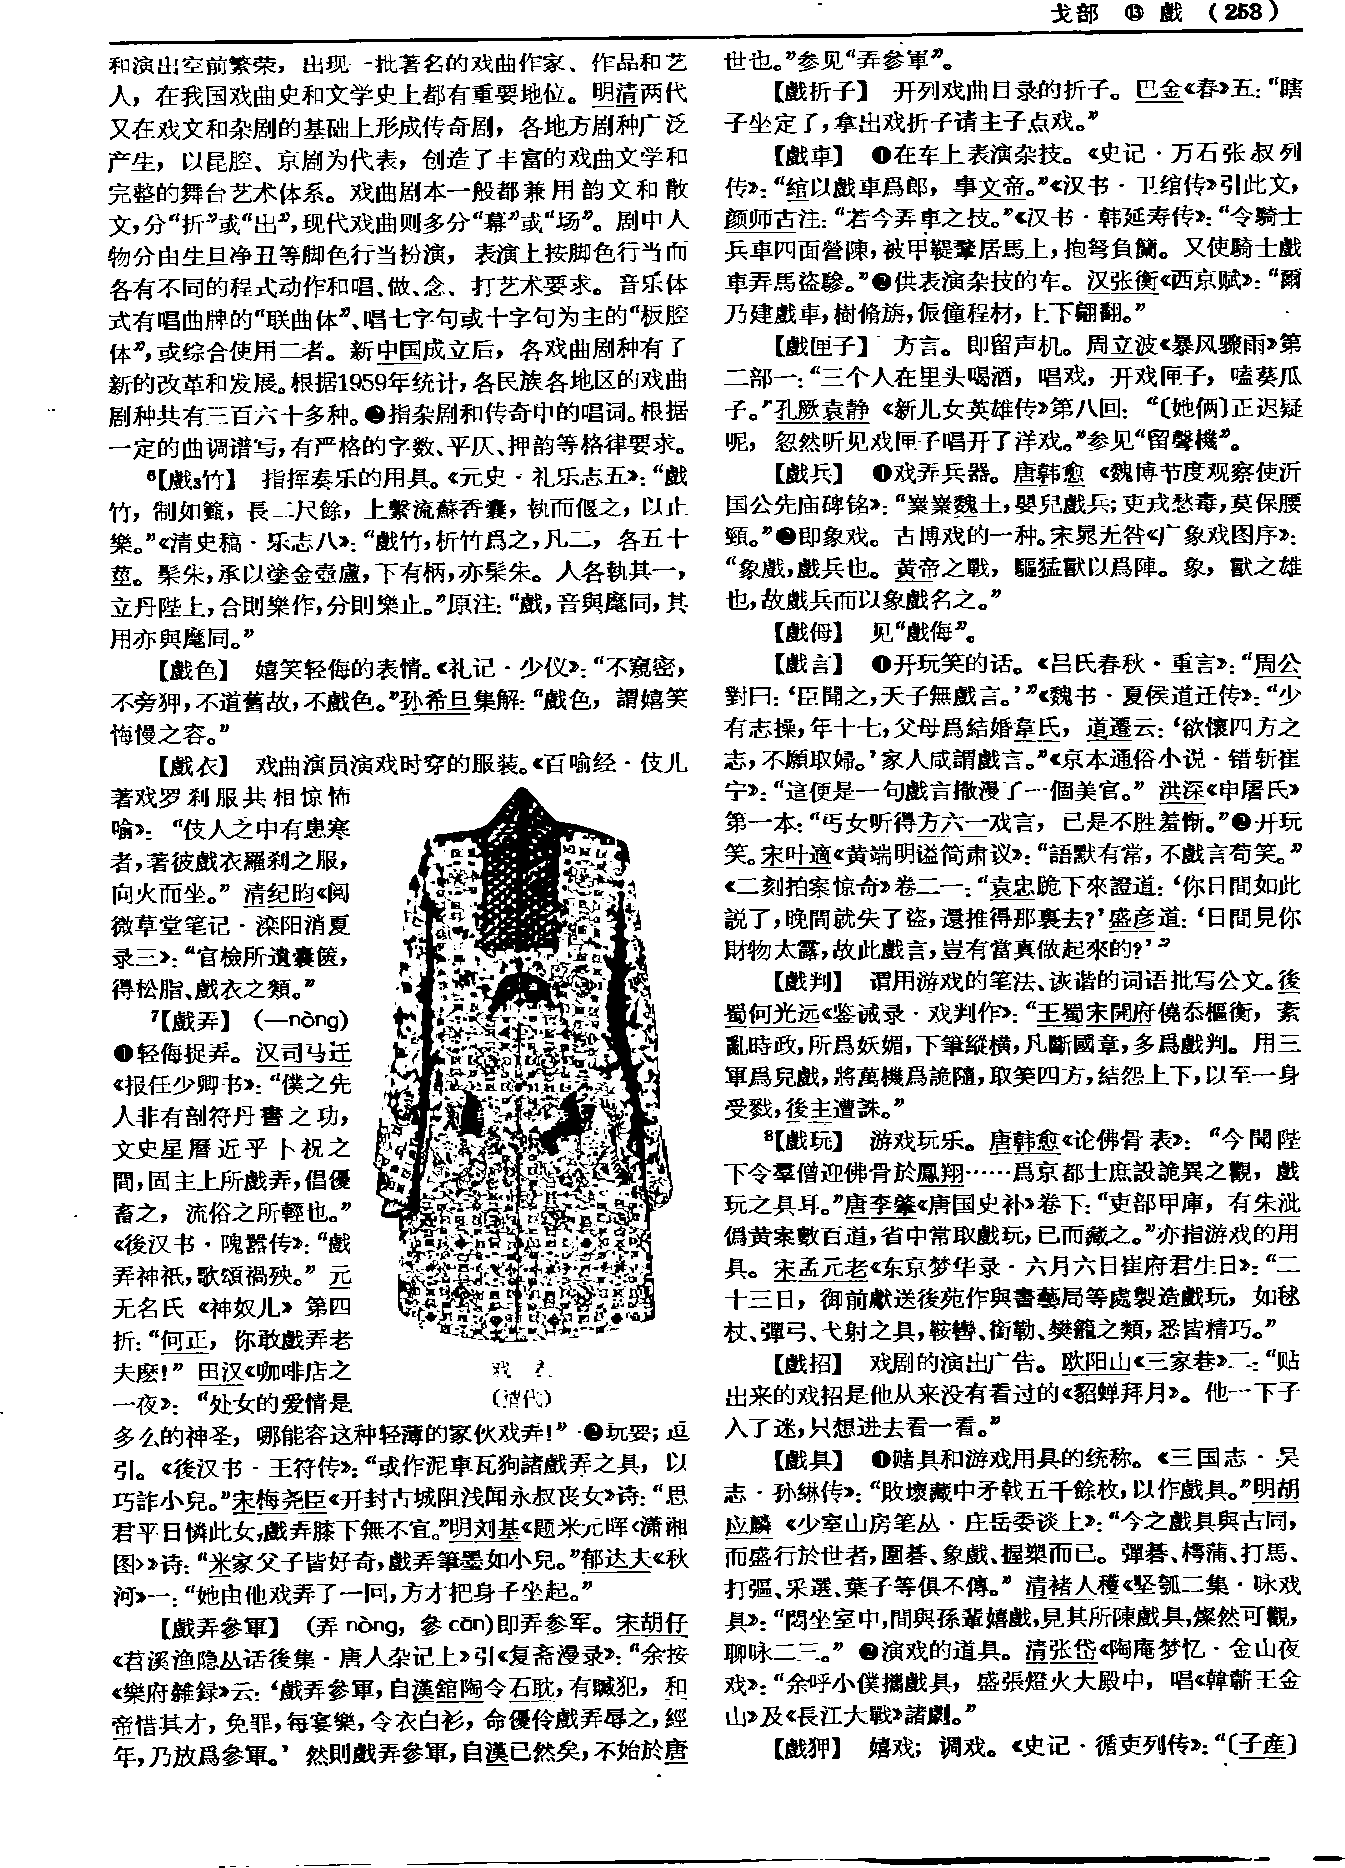 戈部 ⑬ 戲 (253)
和演出空前繁荣，出现一批著名的戏曲作家、作品和艺
人，在我国戏曲史和文学史上都有重要地位。明清两代
又在戏文和杂剧的基础上形成传奇剧，各地方剧种广泛
产生，以昆腔、京剧为代表，创造了丰富的戏曲文学和
完整的舞台艺术体系。戏曲剧本一般都兼用韵文和散
文，分“折”或“出”，现代戏曲则多分“幕”或“场”。剧中人
物分由生旦净丑等脚色行当扮演，表演上按脚色行当而
各有不同的程式动作和唱、做、念、打艺术要求。音乐体
式有唱曲牌的“联曲体”、唱七字句或十字句为主的“板腔
体”，或综合使用二者。新中国成立后，各戏曲剧种有了
新的改革和发展。根据1959年统计，各民族各地区的戏曲
剧种共有三百六十多种。❷指杂剧和传奇中的唱词。根据
一定的曲调谱写，有严格的字数、平仄、押韵等格律要求。
6【戲3竹】 指挥奏乐的用具。《元史·礼乐志五》：“戲
竹，制如籈，長二尺餘，上繫流蘇香囊，執而偃之，以止
樂。”《清史稿·乐志八》：“戲竹，析竹爲之，凡二，各五十
莖。髤朱，承以塗金壺盧，下有柄，亦髤朱。人各執其一，
立丹陛上，合則樂作，分則樂止。”原注：“戲，音與麾同，其
用亦與麾同。”
【戲色】 嬉笑轻侮的表情。《礼记·少仪》：“不窺密，
不旁狎，不道舊故，不戲色。”孙希旦集解：“戲色，謂嬉笑
侮慢之容。”
【戲衣】 戏曲演员演戏时穿的服装。《百喻经·伎儿
著戏罗刹服共相惊怖
喻》：“伎人之中有患寒
者，著彼戲衣羅刹之服，
向火而坐。”清纪昀《阅
微草堂笔记·滦阳消夏
录三》：“官檢所遺囊篋，
得松脂、戲衣之類。”
7【戲弄】 (—nòng)
❶轻侮捉弄。汉司马迁
《报任少卿书》：“僕之先
人非有剖符丹書之功，
文史星曆近乎卜祝之
間，固主上所戲弄，倡優
畜之，流俗之所輕也。”
《後汉书·隗嚣传》：“戲
弄神祇，歌頌禍殃。”元
无名氏《神奴儿》第四
折：“何正，你敢戲弄老
夫麽！”田汉《咖啡店之
一夜》：“处女的爱情是
戏 衣
(清代)
多么的神圣，哪能容这种轻薄的家伙戏弄！”❷玩耍；逗
引。《後汉书·王符传》：“或作泥車瓦狗諸戲弄之具，以
巧詐小兒。”宋梅尧臣《开封古城阻浅闻永叔丧女》诗：“思
君平日憐此女，戲弄膝下無不宜。”明刘基《题米元晖〈潇湘
图〉》诗：“米家父子皆好奇，戲弄筆墨如小兒。”郁达夫《秋
河》一：“她由他戏弄了一回，方才把身子坐起。”
【戲弄參軍】 (弄 nòng，參 cān)即弄参军。宋胡仔
《苕溪渔隐丛话後集·唐人杂记上》引《复斋漫录》：“余按
《樂府雜録》云：‘戲弄參軍，自漢舘陶令石耽，有贓犯，和
帝惜其才，免罪，每宴樂，令衣白衫，命優伶戲弄辱之，經
年，乃放爲參軍。’然則戲弄參軍，自漢已然矣，不始於唐
世也。”参见“弄参軍”。
【戲折子】 开列戏曲目录的折子。巴金《春》五：“瞎
子坐定了，拿出戏折子请主子点戏。”
【戲車】 ❶在车上表演杂技。《史记·万石张叔列
传》：“綰以戲車爲郎，事文帝。”《汉书·卫绾传》引此文，
颜师古注：“若今弄車之技。”《汉书·韩延寿传》：“令騎士
兵車四面營陳，被甲鞮鞪居馬上，抱弩負籣。又使騎士戲
車弄馬盜驂。”❷供表演杂技的车。汉张衡《西京赋》：“爾
乃建戲車，樹脩旃，侲僮程材，上下翩翻。”
【戲匣子】 方言。即留声机。周立波《暴风骤雨》第
二部一：“三个人在里头喝酒，唱戏，开戏匣子，嗑葵瓜
子。”孔厥袁静《新儿女英雄传》第八回：“〔她俩〕正迟疑
呢，忽然听见戏匣子唱开了洋戏。”参见“留聲機”。
【戲兵】 ❶戏弄兵器。唐韩愈《魏博节度观察使沂
国公先庙碑铭》：“業業魏土，嬰兒戲兵；吏戎愁毒，莫保腰
頸。”❷即象戏。古博戏的一种。宋晁无咎《广象戏图序》：
“象戲，戲兵也。黄帝之戰，驅猛獸以爲陣。象，獸之雄
也，故戲兵而以象戲名之。”
【戲侮】 见“戲侮”。
【戲言】 ❶开玩笑的话。《吕氏春秋·重言》：“周公
對曰：‘臣聞之，天子無戲言。’”《魏书·夏侯道迁传》：“少
有志操，年十七，父母爲結婚韋氏，道遷云：‘欲懷四方之
志，不願取婦。’家人咸謂戲言。”《京本通俗小说·错斩崔
宁》：“這便是一句戲言撒漫了一個美官。”洪深《申屠氏》
第一本：“丐女听得方六一戏言，已是不胜羞惭。”❷开玩
笑。宋叶適《黄端明谥简肃议》：“語默有常，不戲言苟笑。”
《二刻拍案惊奇》卷二一：“袁忠跪下來證道：‘你日間如此
説了，晚間就失了盜，還推得那裏去？’盛彦道：‘日間見你
財物太露，故此戲言，豈有當真做起來的？’”
【戲判】 谓用游戏的笔法、诙谐的词语批写公文。後
蜀何光远《鉴诫录·戏判作》：“王蜀宋開府僥忝樞衡，紊
亂時政，所爲妖媚，下筆縱横，凡斷國章，多爲戲判。用三
軍爲兒戲，將萬機爲詭隨，取笑四方，結怨上下，以至一身
受戮，後主遭誅。”
8【戲玩】 游戏玩乐。唐韩愈《论佛骨表》：“今聞陛
下令羣僧迎佛骨於鳳翔……爲京都士庶設詭異之觀，戲
玩之具耳。”唐李肇《唐国史补》卷下：“吏部甲庫，有朱泚
僞黄案數百道，省中常取戲玩，已而藏之。”亦指游戏的用
具。宋孟元老《东京梦华录·六月六日崔府君生日》：“二
十三日，御前獻送後苑作與書藝局等處製造戲玩，如毬
杖、彈弓、弋射之具，鞍轡、銜勒、樊籠之類，悉皆精巧。”
【戲招】 戏剧的演出广告。欧阳山《三家巷》二：“贴
出来的戏招是他从来没有看过的《貂蝉拜月》。他一下子
入了迷，只想进去看一看。”
【戲具】 ❶赌具和游戏用具的统称。《三国志·吴
志·孙綝传》：“敗壞藏中矛戟五千餘枚，以作戲具。”明胡
应麟《少室山房笔丛·庄岳委谈上》：“今之戲具與古同，
而盛行於世者，圍碁、象戲、握槊而已。彈碁、樗蒲、打馬、
打彄、采選、葉子等俱不傳。”清褚人穫《坚瓠二集·咏戏
具》：“悶坐室中，間與孫輩嬉戲，見其所陳戲具，燦然可觀，
聊咏二三。”❷演戏的道具。清张岱《陶庵梦忆·金山夜
戏》：“余呼小僕攜戲具，盛張燈火大殿中，唱《韓蘄王金
山》及《長江大戰》諸劇。”
【戲狎】 嬉戏；调戏。《史记·循吏列传》：“〔子産〕